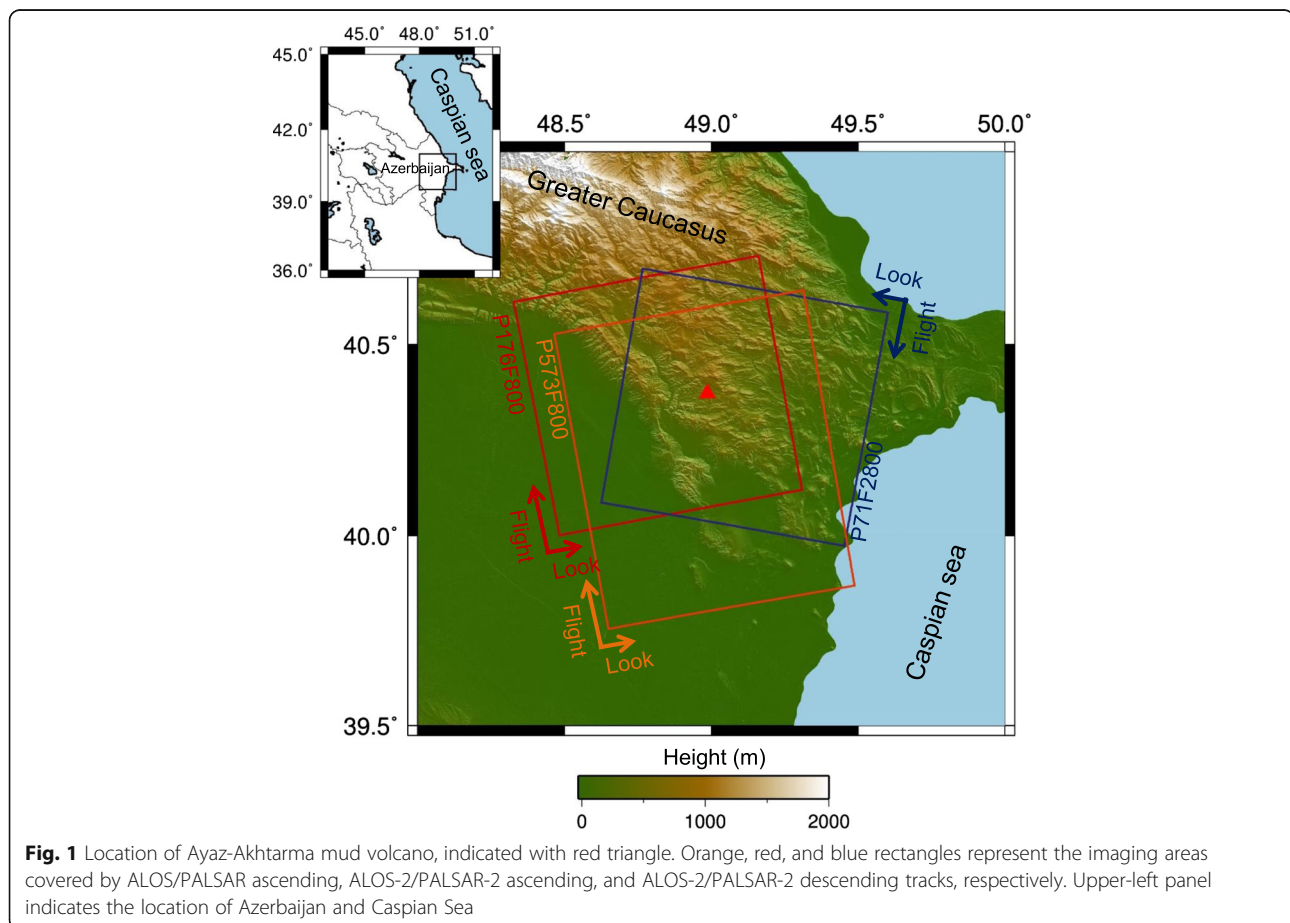 45.0˚ 48.0˚ 51.0˚
45.0˚
42.0˚
39.0˚
36.0˚
Caspian sea
Azerbaijan
48.5˚ 49.0˚ 49.5˚ 50.0˚
40.5˚
40.0˚
39.5˚
Greater Caucasus
Look
Flight
P176F800
P573F800
P71F2800
Flight
Look
Flight
Look
Caspian sea
Height (m)
0 1000 2000
Fig. 1 Location of Ayaz-Akhtarma mud volcano, indicated with red triangle. Orange, red, and blue rectangles represent the imaging areas
covered by ALOS/PALSAR ascending, ALOS-2/PALSAR-2 ascending, and ALOS-2/PALSAR-2 descending tracks, respectively. Upper-left panel
indicates the location of Azerbaijan and Caspian Sea